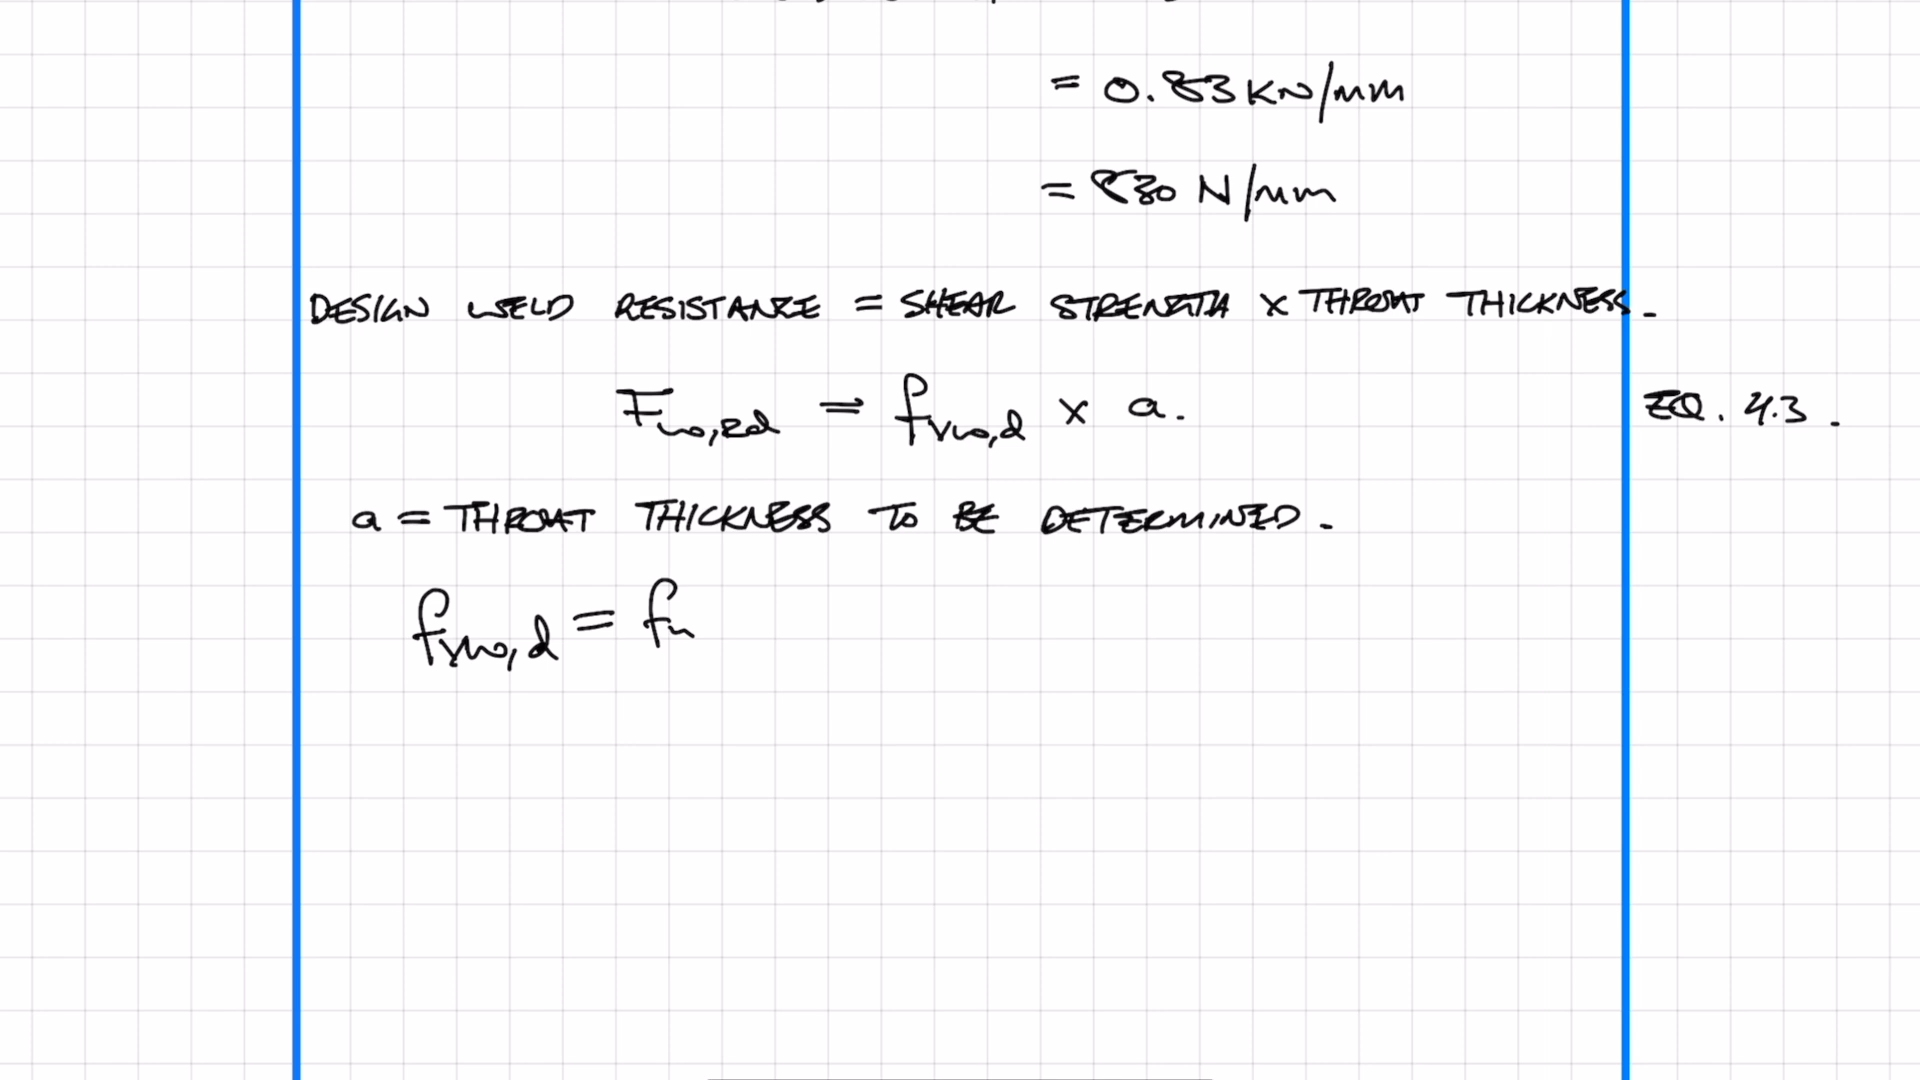 = 0.83 KN/mm
= 830 N/mm
DESIGN WELD RESISTANCE = SHEAR STRENGTH x THROAT THICKNESS.
Fw,Rd = fvw,d x a. EQ. 4.3.
a = THROAT THICKNESS TO BE DETERMINED.
fvw,d = fu